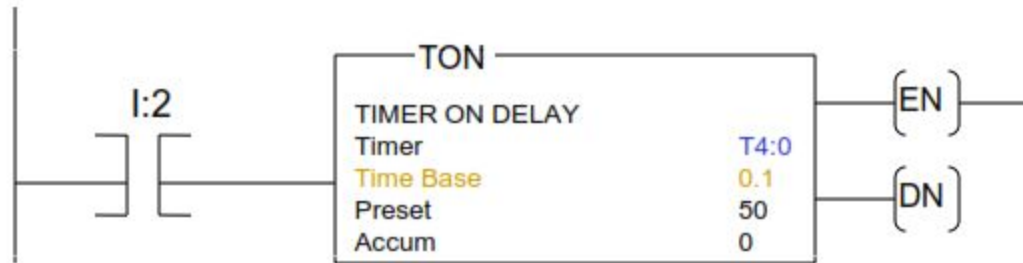 TON
I:2
EN
TIMER ON DELAY
Timer T4:0
Time Base 0.1
DN
Preset 50
Accum 0